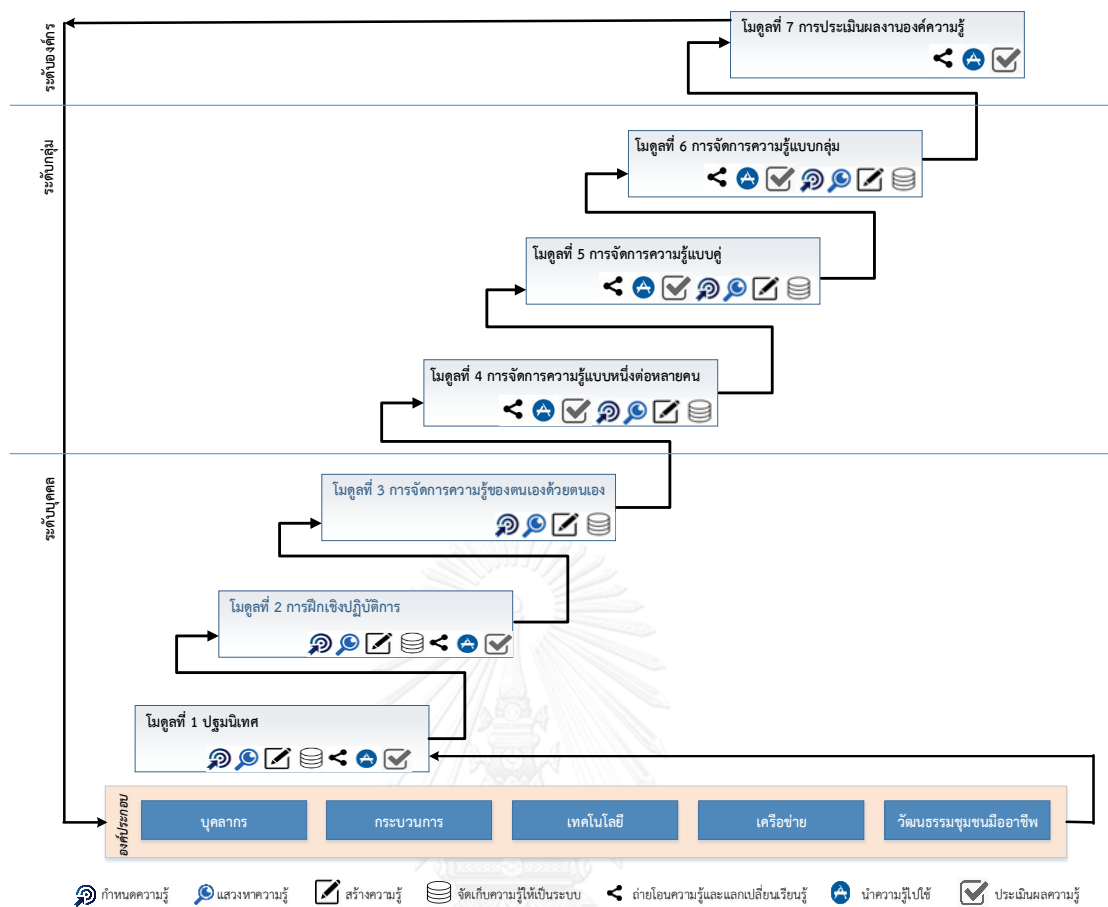 ระดับองค์กร
โมดูลที่ 7 การประเมินผลงานองค์ความรู้
ระดับกลุ่ม
โมดูลที่ 6 การจัดการความรู้แบบกลุ่ม
โมดูลที่ 5 การจัดการความรู้แบบคู่
โมดูลที่ 4 การจัดการความรู้แบบหนึ่งต่อหลายคน
ระดับบุคคล
โมดูลที่ 3 การจัดการความรู้ของตนเองด้วยตนเอง
โมดูลที่ 2 การฝึกเชิงปฏิบัติการ
โมดูลที่ 1 ปฐมนิเทศ
องค์ประกอบ
บุคลากร
กระบวนการ
เทคโนโลยี
เครือข่าย
วัฒนธรรมชุมชนมืออาชีพ
กำหนดความรู้
แสวงหาความรู้
สร้างความรู้
จัดเก็บความรู้ให้เป็นระบบ
ถ่ายโอนความรู้และแลกเปลี่ยนเรียนรู้
นำความรู้ไปใช้
ประเมินผลความรู้